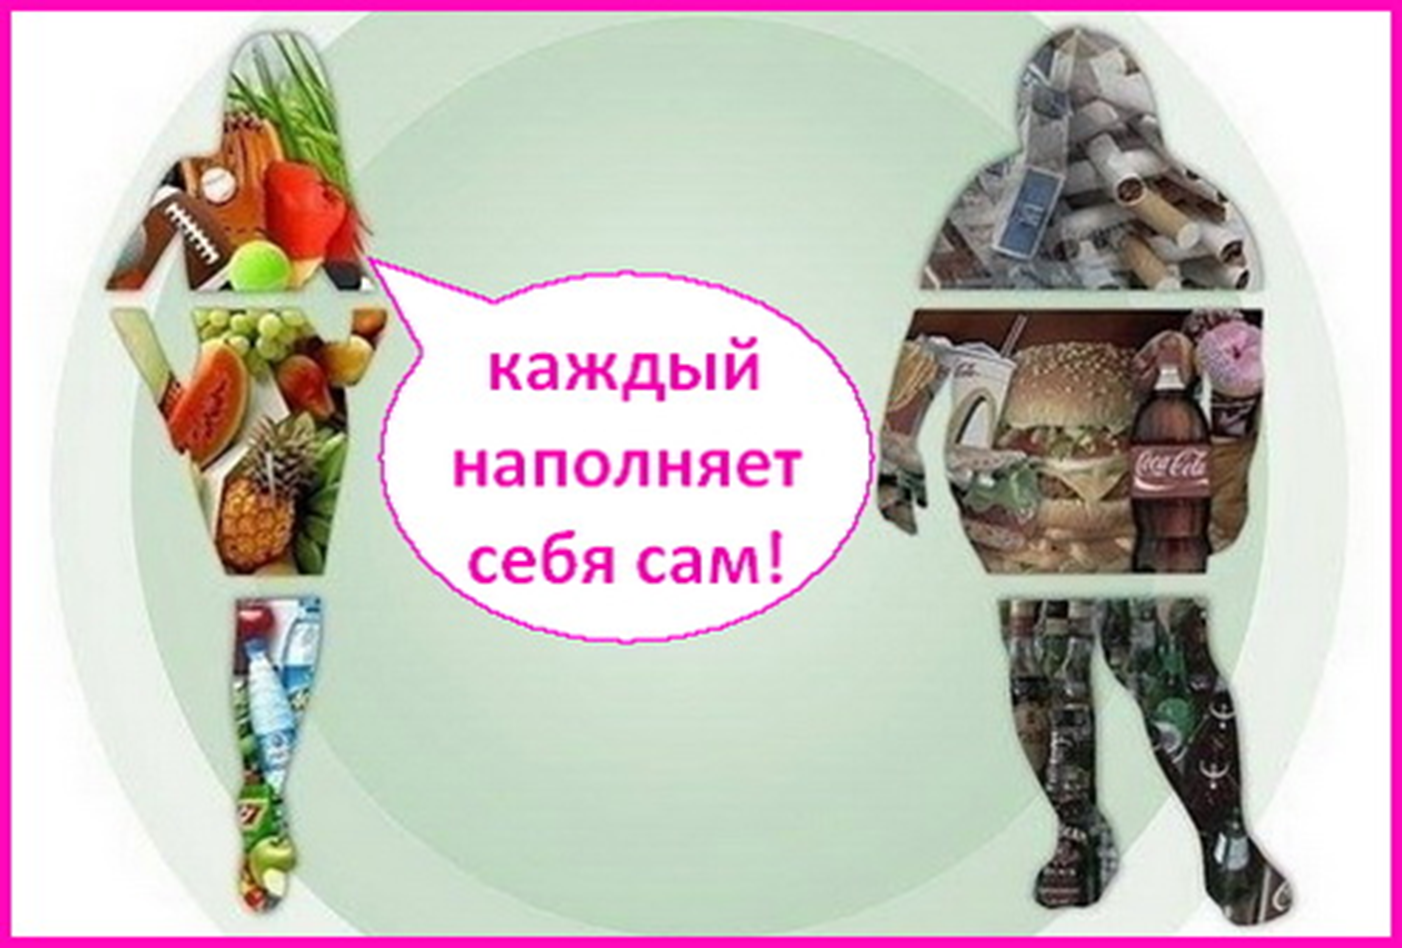 каждый
наполняет
себя сам!
Coca-Cola